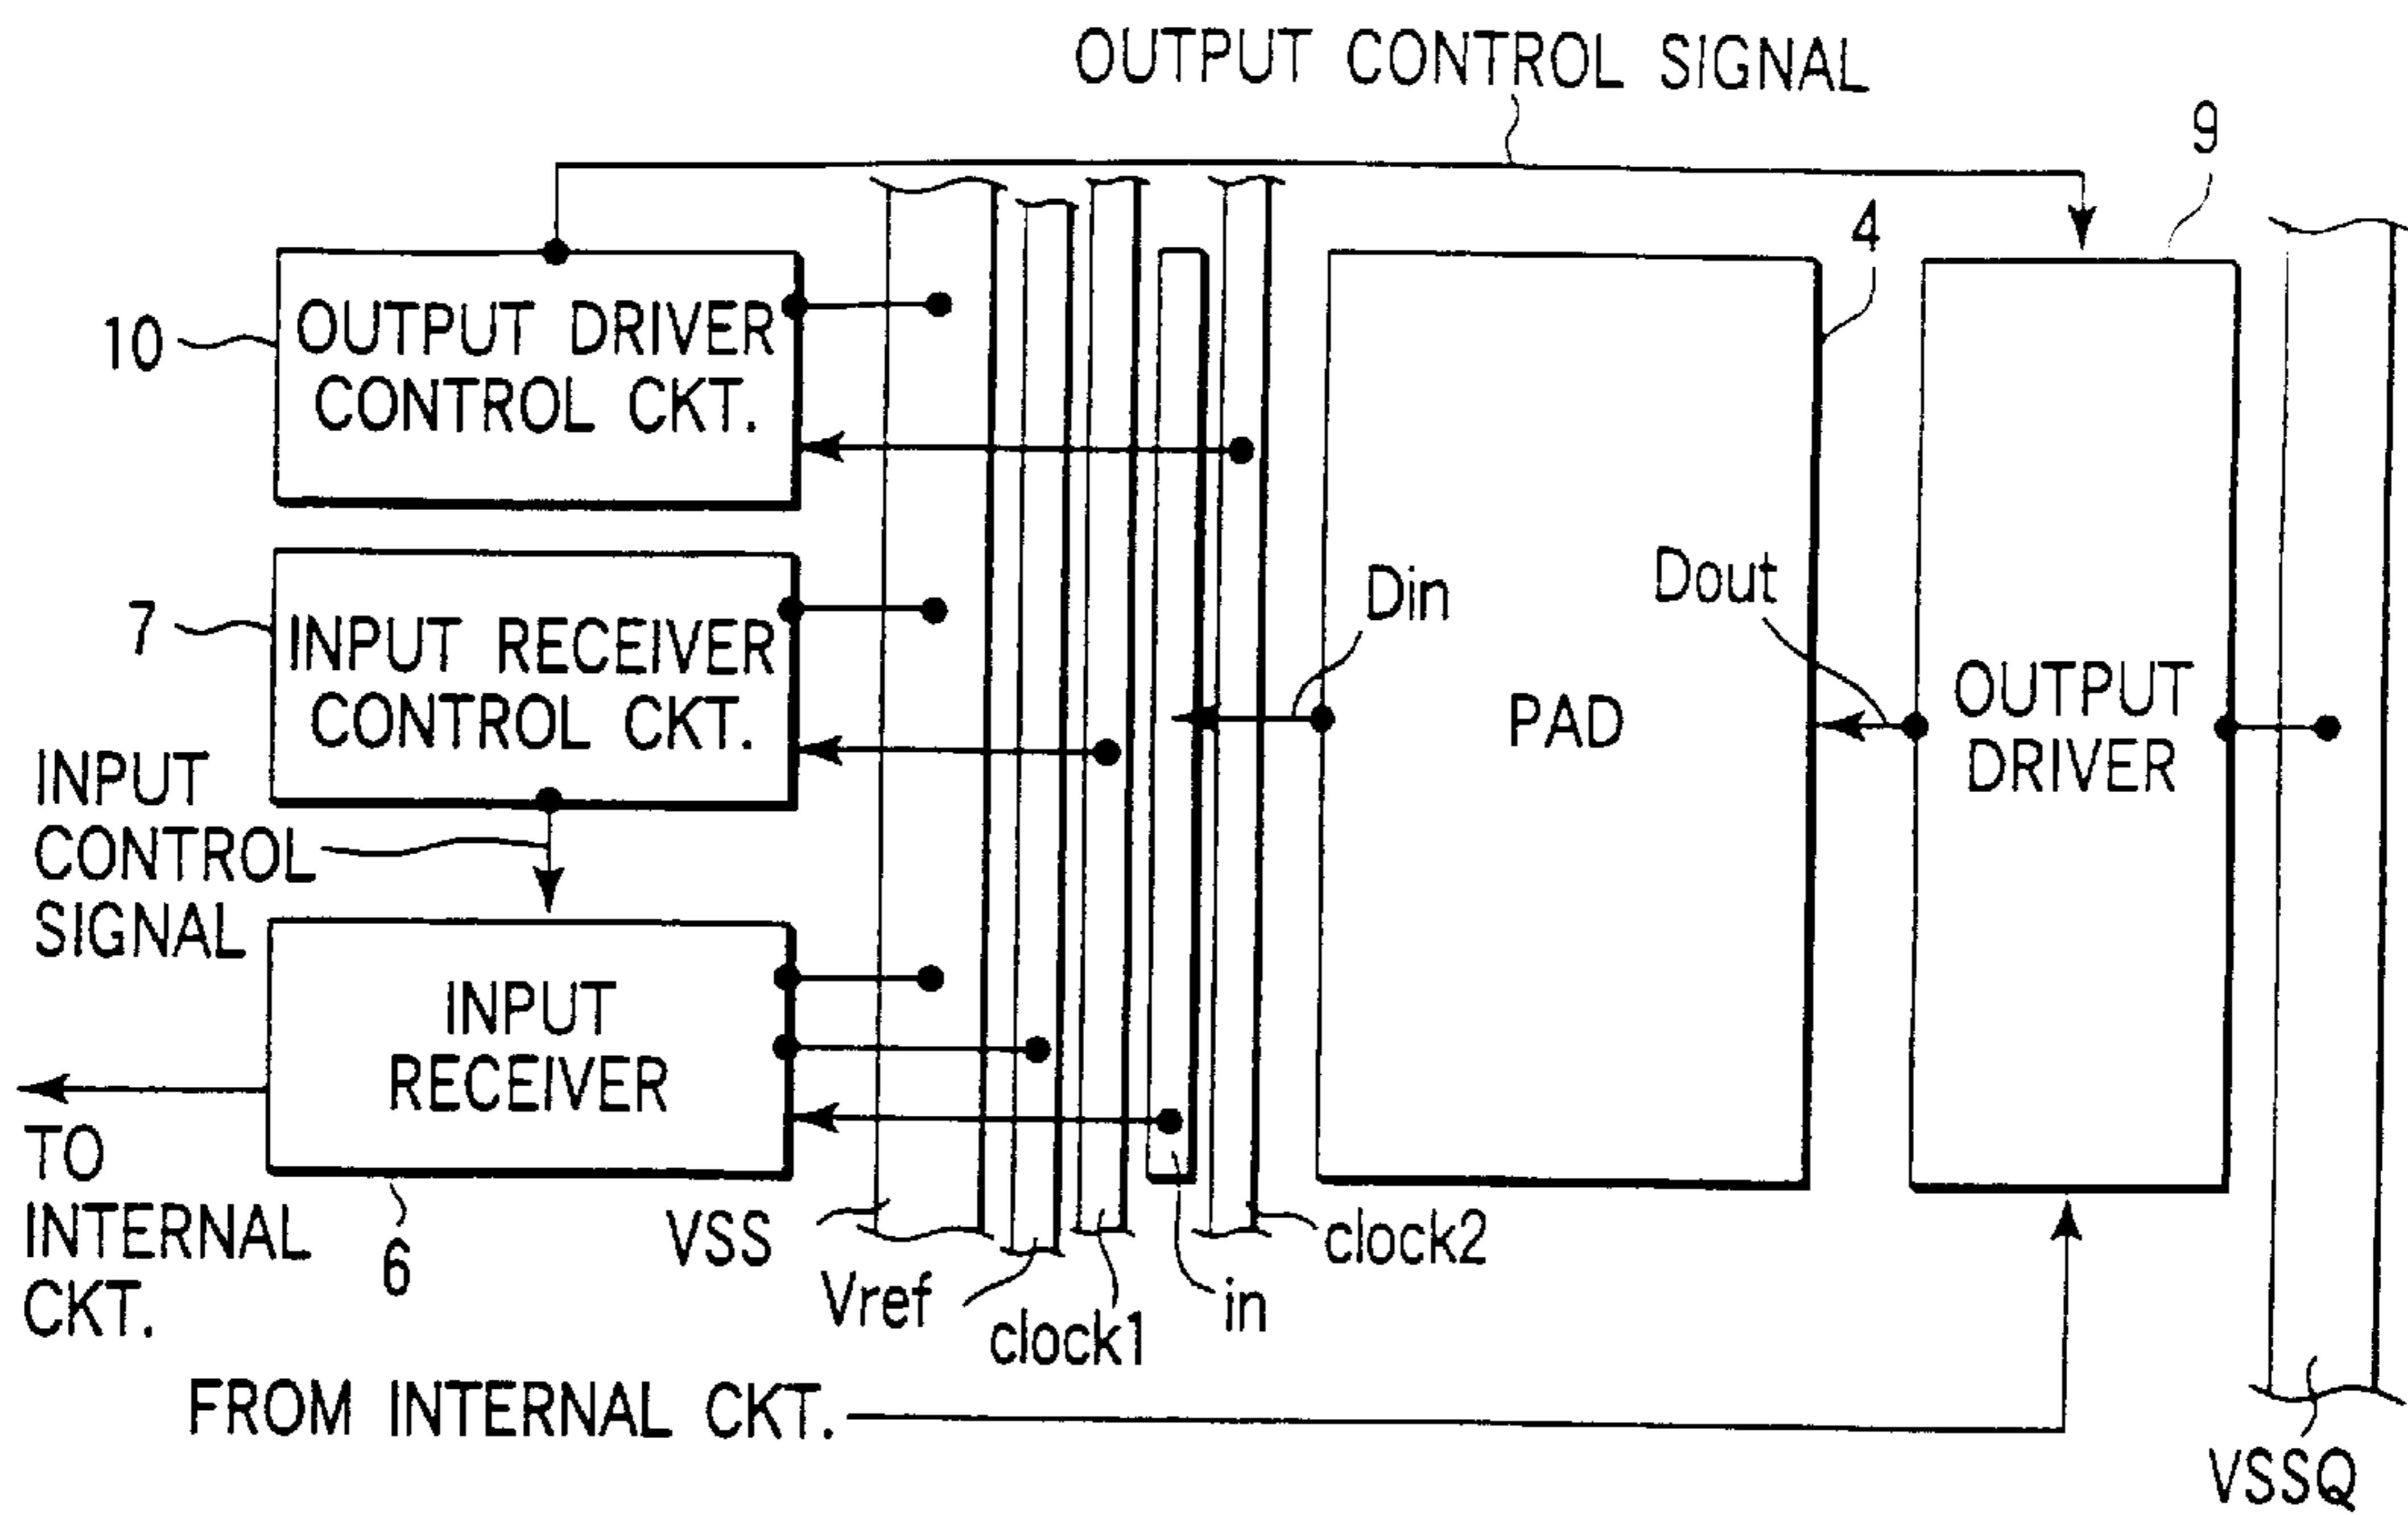 OUTPUT CONTROL SIGNAL
9
4
10
OUTPUT DRIVER
CONTROL CKT.
7
INPUT RECEIVER
CONTROL CKT.
Din
Dout
PAD
OUTPUT
DRIVER
INPUT
CONTROL
SIGNAL
INPUT
RECEIVER
TO
INTERNAL
CKT.
6
VSS
Vref
clock1
in
clock2
FROM INTERNAL CKT.
VSSQ